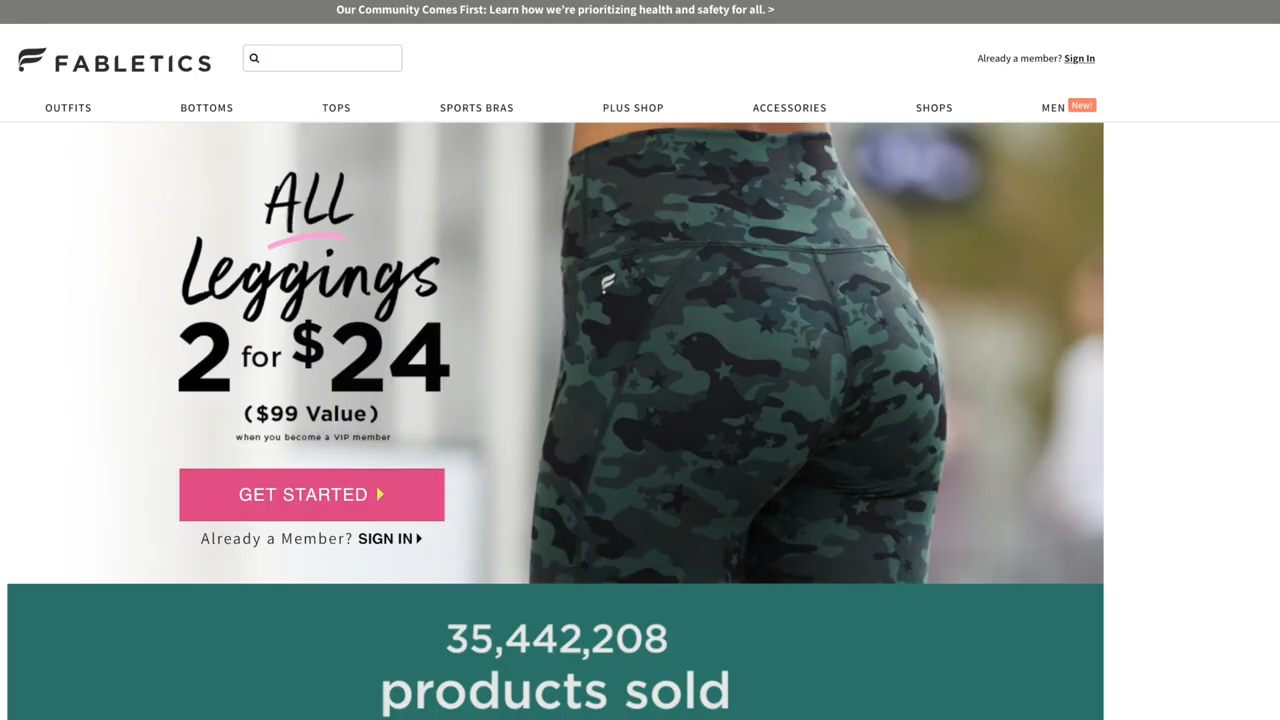 Our Community Comes First: Learn how we're prioritizing health and safety for all. >
FABLETICS
Already a member? Sign In
OUTFITS BOTTOMS TOPS SPORTS BRAS PLUS SHOP ACCESSORIES SHOPS MEN New!
ALL
Leggings
2 for $24
($99 Value)
when you become a VIP member
GET STARTED
Already a Member? SIGN IN
35,442,208
products sold